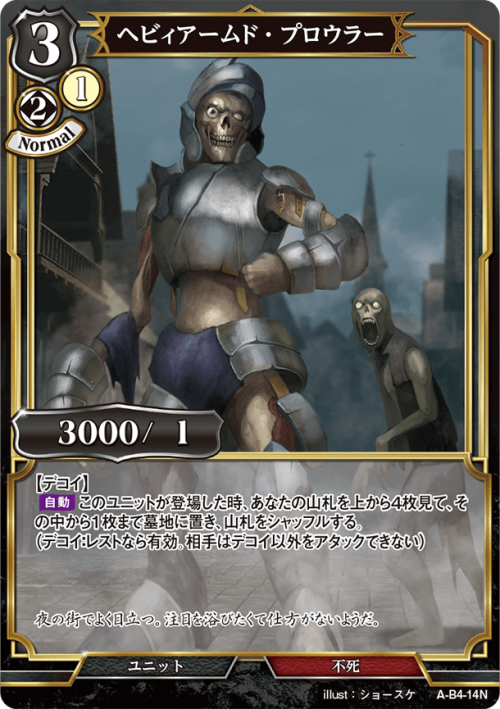 3
ヘビィアームド・プロウラー
2
1
Normal
3000/ 1
【デコイ】
自動 このユニットが登場した時、あなたの山札を上から4枚見て、そ
の中から1枚まで墓地に置き、山札をシャッフルする。
(デコイ:レストなら有効。相手はデコイ以外をアタックできない)
夜の街でよく目立つ。注目を浴びたくて仕方がないようだ。
ユニット
不死
illust:ショースケ
A-B4-14N